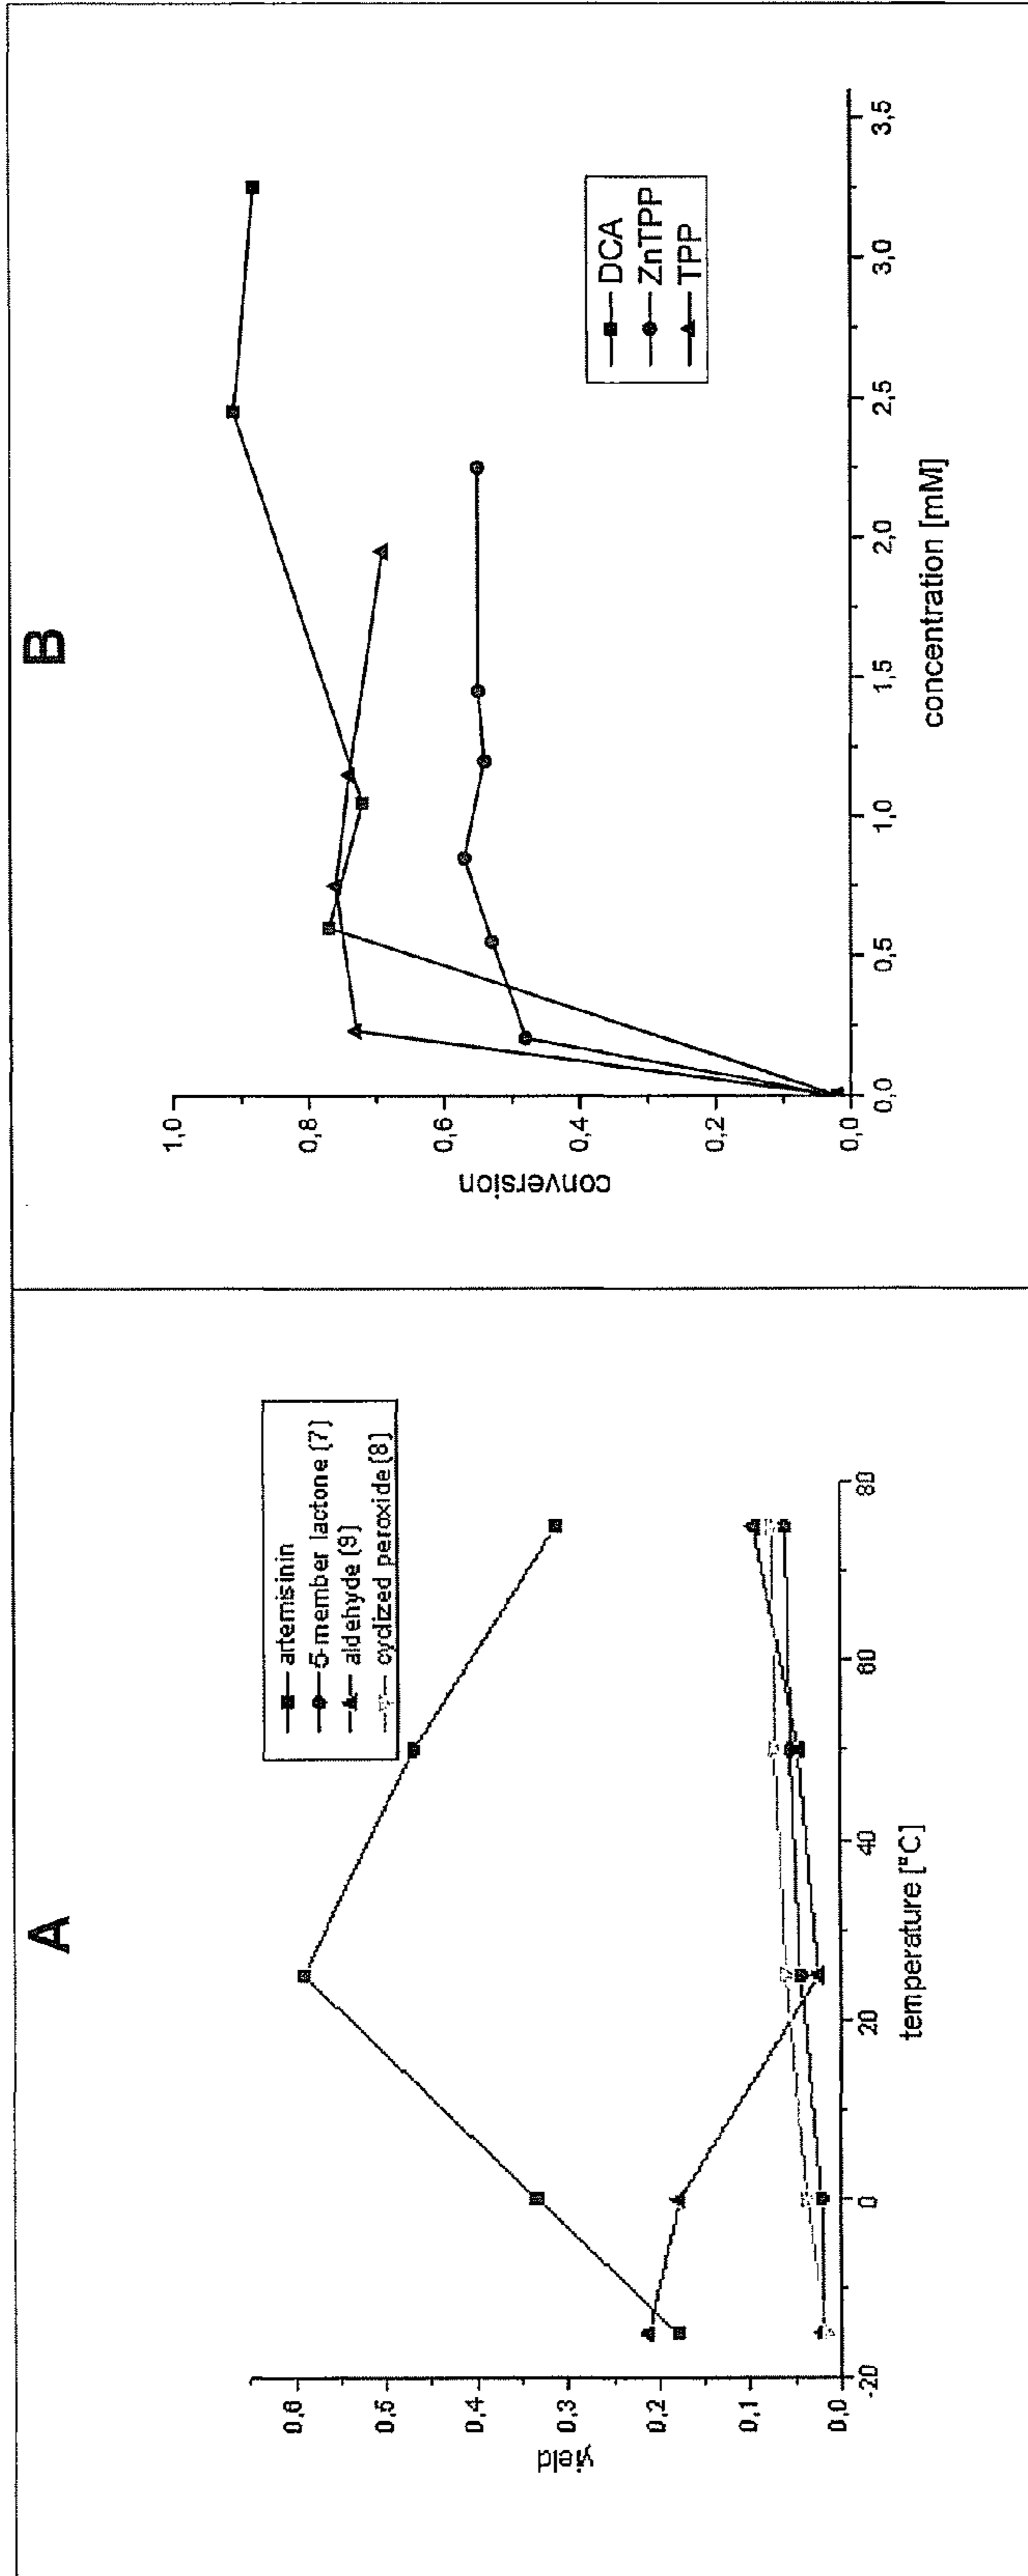 A
artemisinin
5-member lactone [7]
aldehyde [9]
cyclized peroxide [8]
yield
0,6
0,5
0,4
0,3
0,2
0,1
0,0
-20
0
20
40
60
80
temperature [°C]
B
conversion
1,0
0,8
0,6
0,4
0,2
0,0
DCA
ZnTPP
TPP
0,0
0,5
1,0
1,5
2,0
2,5
3,0
3,5
concentration [mM]